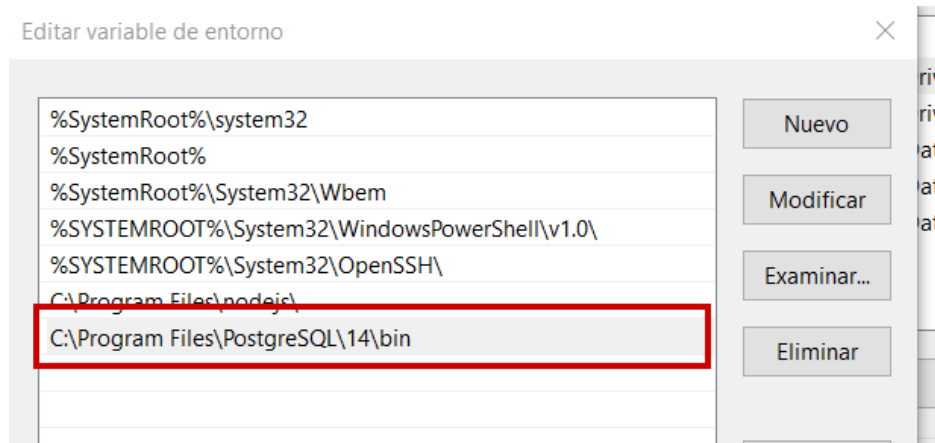 Editar variable de entorno
%SystemRoot%\system32
%SystemRoot%
%SystemRoot%\System32\Wbem
%SYSTEMROOT%\System32\WindowsPowerShell\v1.0\
%SYSTEMROOT%\System32\OpenSSH\
C:\Program Files\nodejs\
C:\Program Files\PostgreSQL\14\bin
Nuevo
Modificar
Examinar...
Eliminar